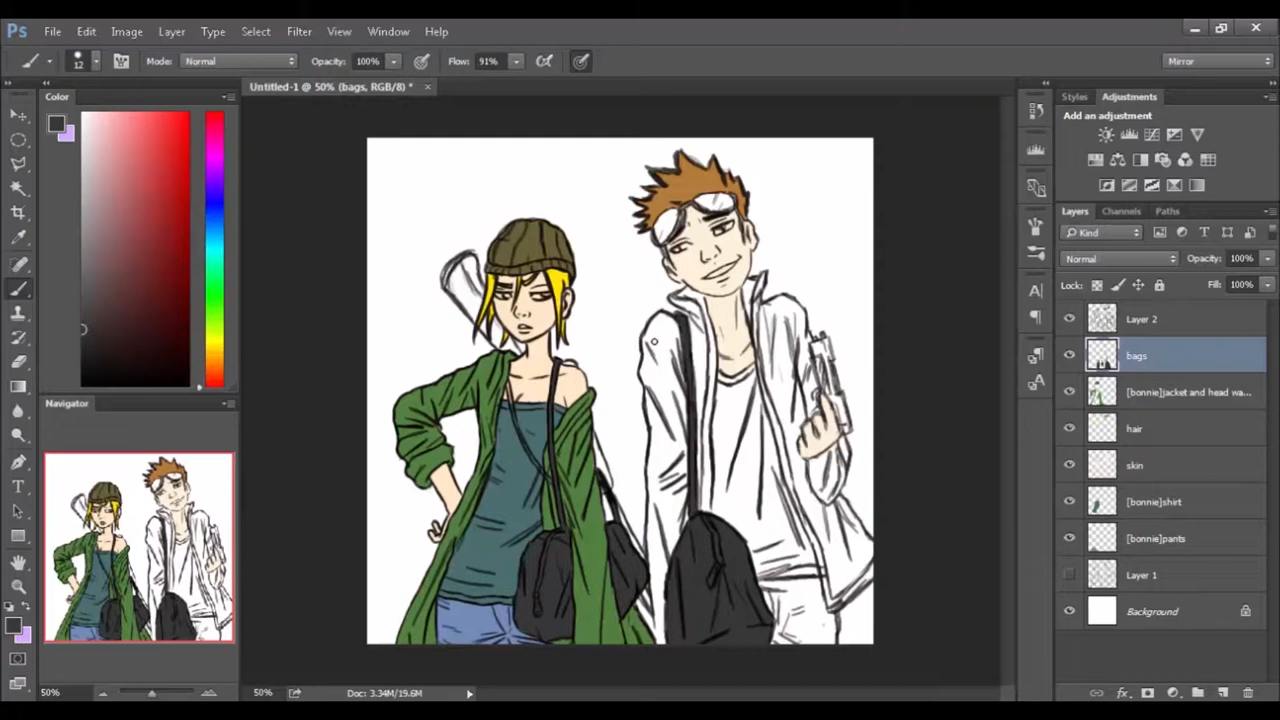 Ps File Edit Image Layer Type Select Filter View Window Help
12 Mode: Normal Opacity: 100% Flow: 91% Mirror
Color
Untitled-1 @ 50% (bags, RGB/8) *
Styles Adjustments
Add an adjustment
Layers Channels Paths
Kind
Normal Opacity: 100%
Lock: Fill: 100%
Layer 2
bags
[bonnie]jacket and head wa...
hair
skin
[bonnie]shirt
[bonnie]pants
Layer 1
Background
Navigator
50%
50% Doc: 3.34M/19.6M